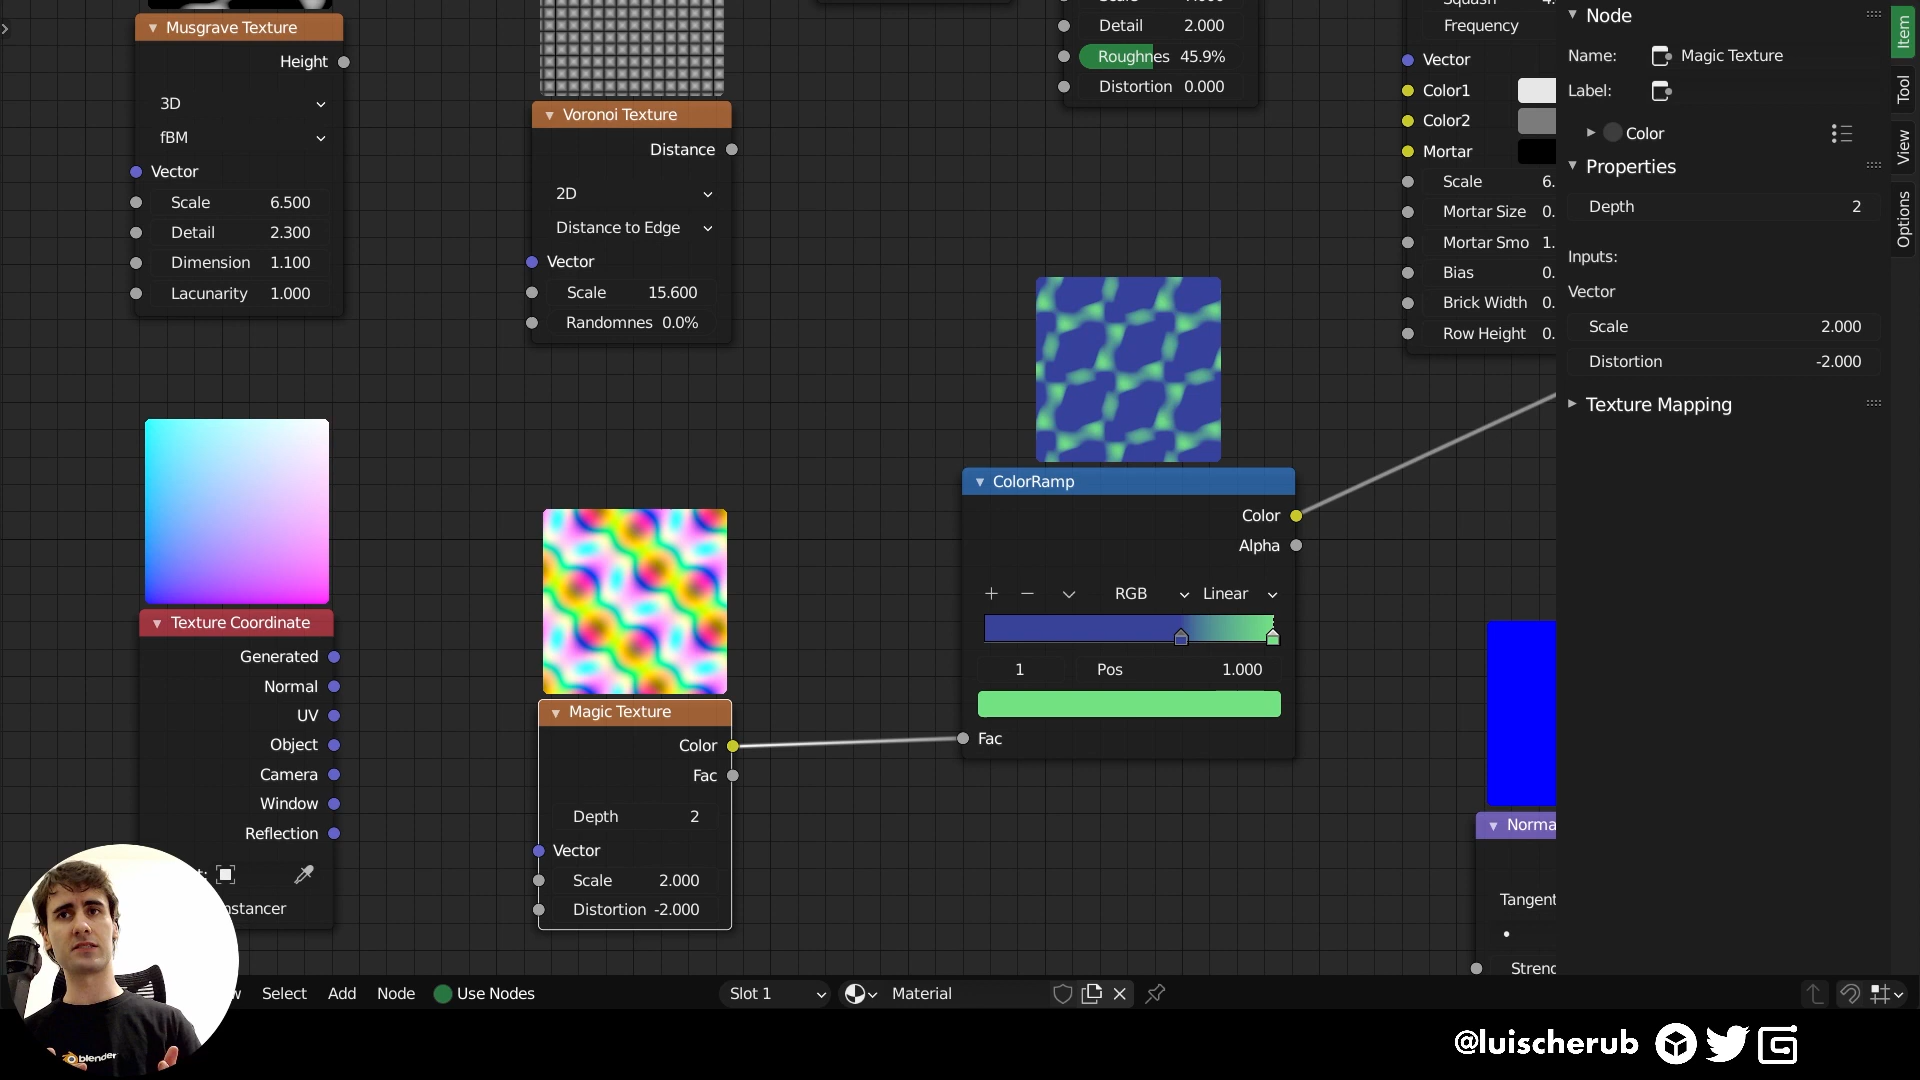 Musgrave Texture
Height
3D
fBM
Vector
Scale 6.500
Detail 2.300
Dimension 1.100
Lacunarity 1.000
Voronoi Texture
Distance
2D
Distance to Edge
Vector
Scale 15.600
Randomnes 0.0%
Detail 2.000
Roughnes 45.9%
Distortion 0.000
Frequency
Vector
Color1
Color2
Mortar
Scale 6.
Mortar Size 0.
Mortar Smo 1.
Bias 0.
Brick Width 0.
Row Height 0.
Node
Name: Magic Texture
Label:
Color
Properties
Depth 2
Inputs:
Vector
Scale 2.000
Distortion -2.000
Texture Mapping
Item
Tool
View
Options
Texture Coordinate
Generated
Normal
UV
Object
Camera
Window
Reflection
t:
nstancer
Magic Texture
Color
Fac
Depth 2
Vector
Scale 2.000
Distortion -2.000
ColorRamp
Color
Alpha
RGB Linear
1 Pos 1.000
Fac
Norma
Tangent
Strenc
w Select Add Node Use Nodes Slot 1 Material
blender
@luischerub